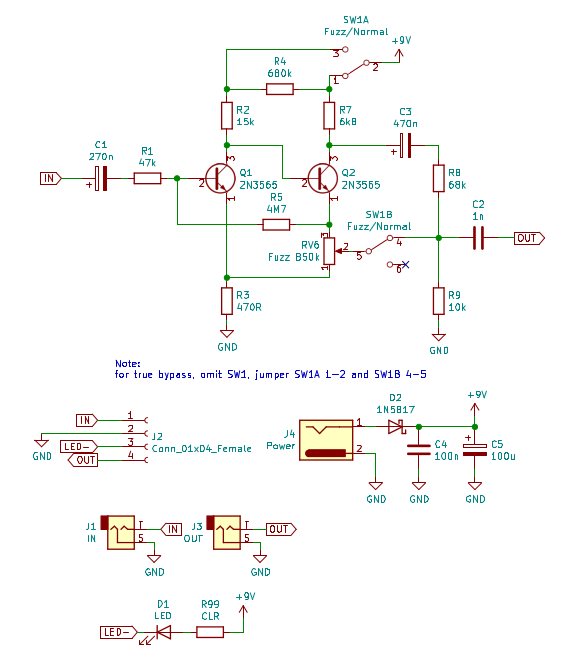 SW1A
Fuzz/Normal
+9V
3
2
1
R4
680k
R2
15k
R7
6k8
C3
470n
+
C1
270n
+
R1
47k
IN
3
2
1
Q1
2N3565
3
2
1
Q2
2N3565
R8
68k
R5
4M7
SW1B
Fuzz/Normal
C2
1n
OUT
RV6
Fuzz B50k
3
2
1
4
5
6
R3
470R
GND
R9
10k
GND
Note:
for true bypass, omit SW1, jumper SW1A 1-2 and SW1B 4-5
IN
1
2
LED-
3
OUT
4
GND
J2
Conn_01x04_Female
J4
Power
1
2
GND
D2
1N5817
+9V
C4
100n
GND
+
C5
100u
GND
J1
IN
T
S
IN
GND
J3
OUT
T
S
OUT
GND
LED-
D1
LED
R99
CLR
+9V